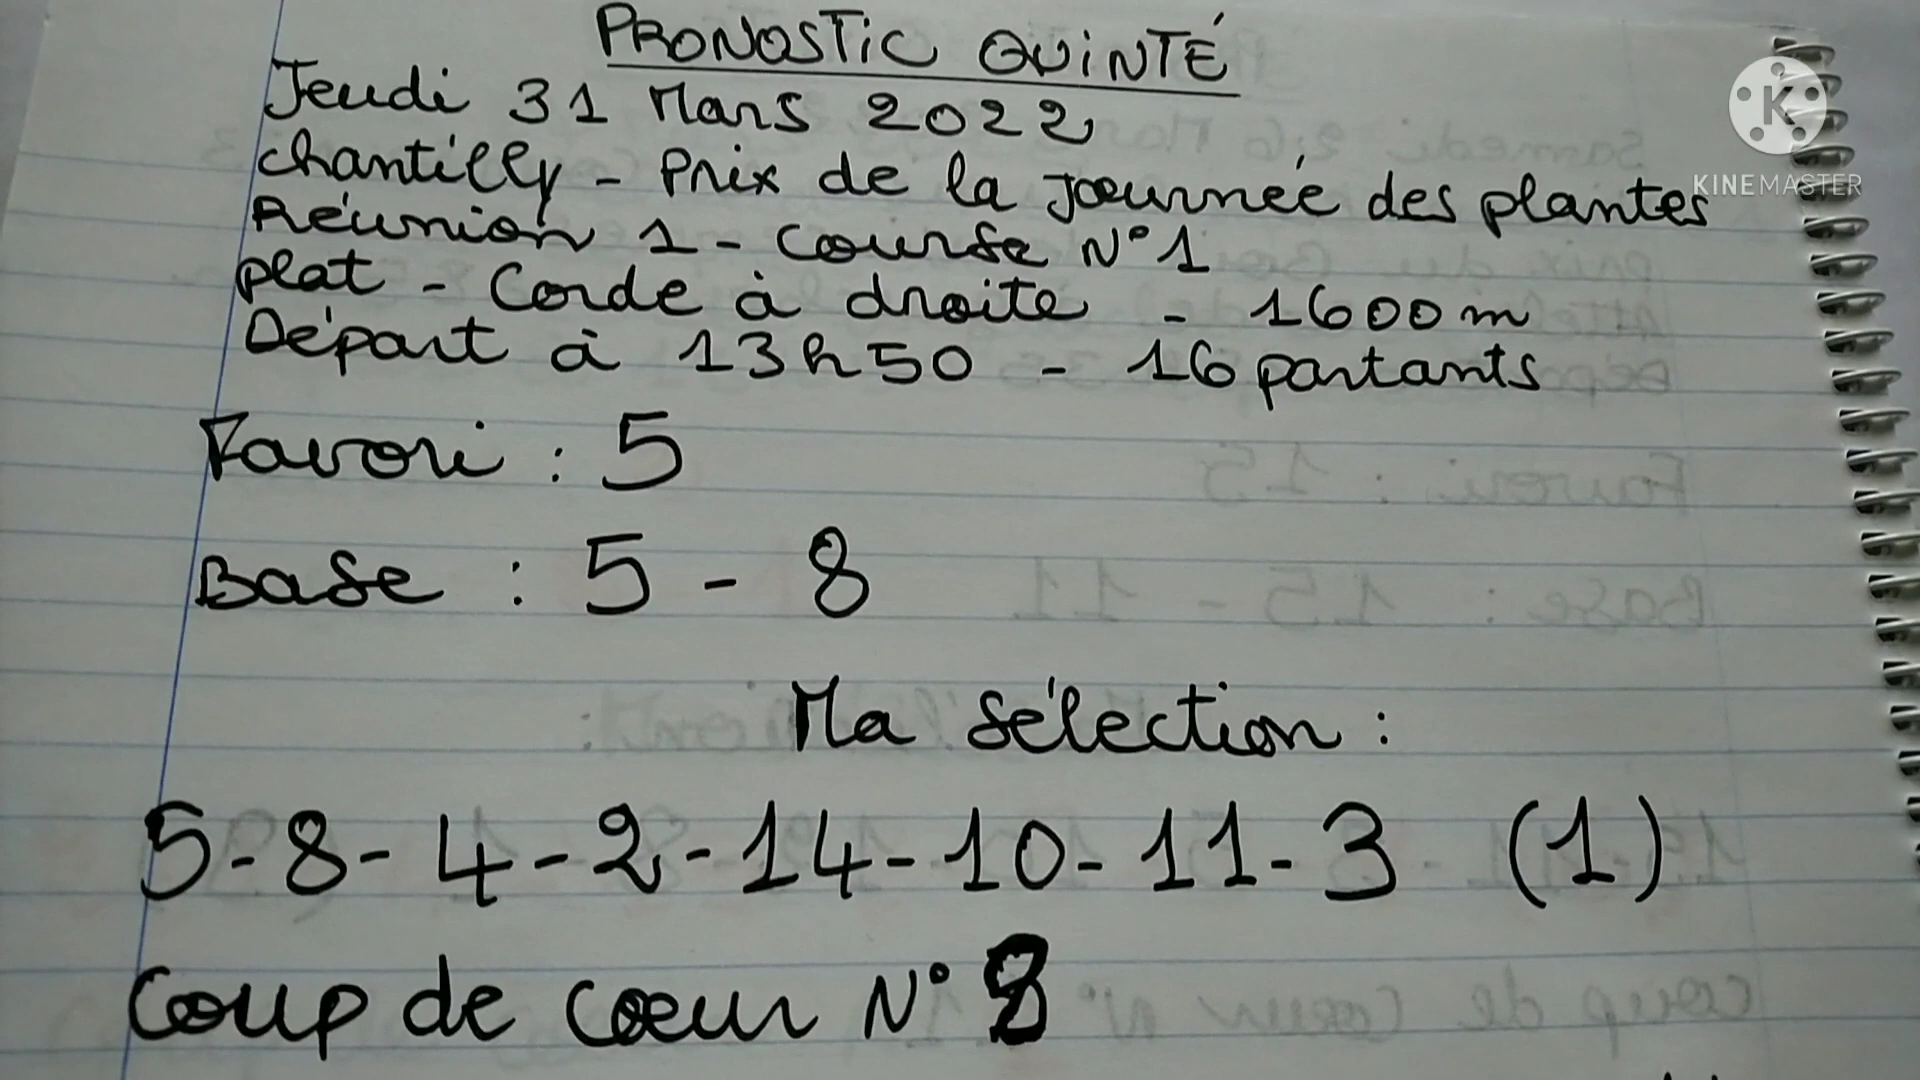 PRONOSTIC QUINTÉ
Jeudi 31 Mars 2022
KINEMASTER
chantilly - Prix de la Journée des plantes
Réunion 1 - course N°1
plat - Corde à droite - 1600m
Départ à 13h50 - 16 partants
Favori : 5
Base : 5 - 8
Ma sélection :
5-8-4-2-14-10-11-3 (1)
Coup de cœur N° 8